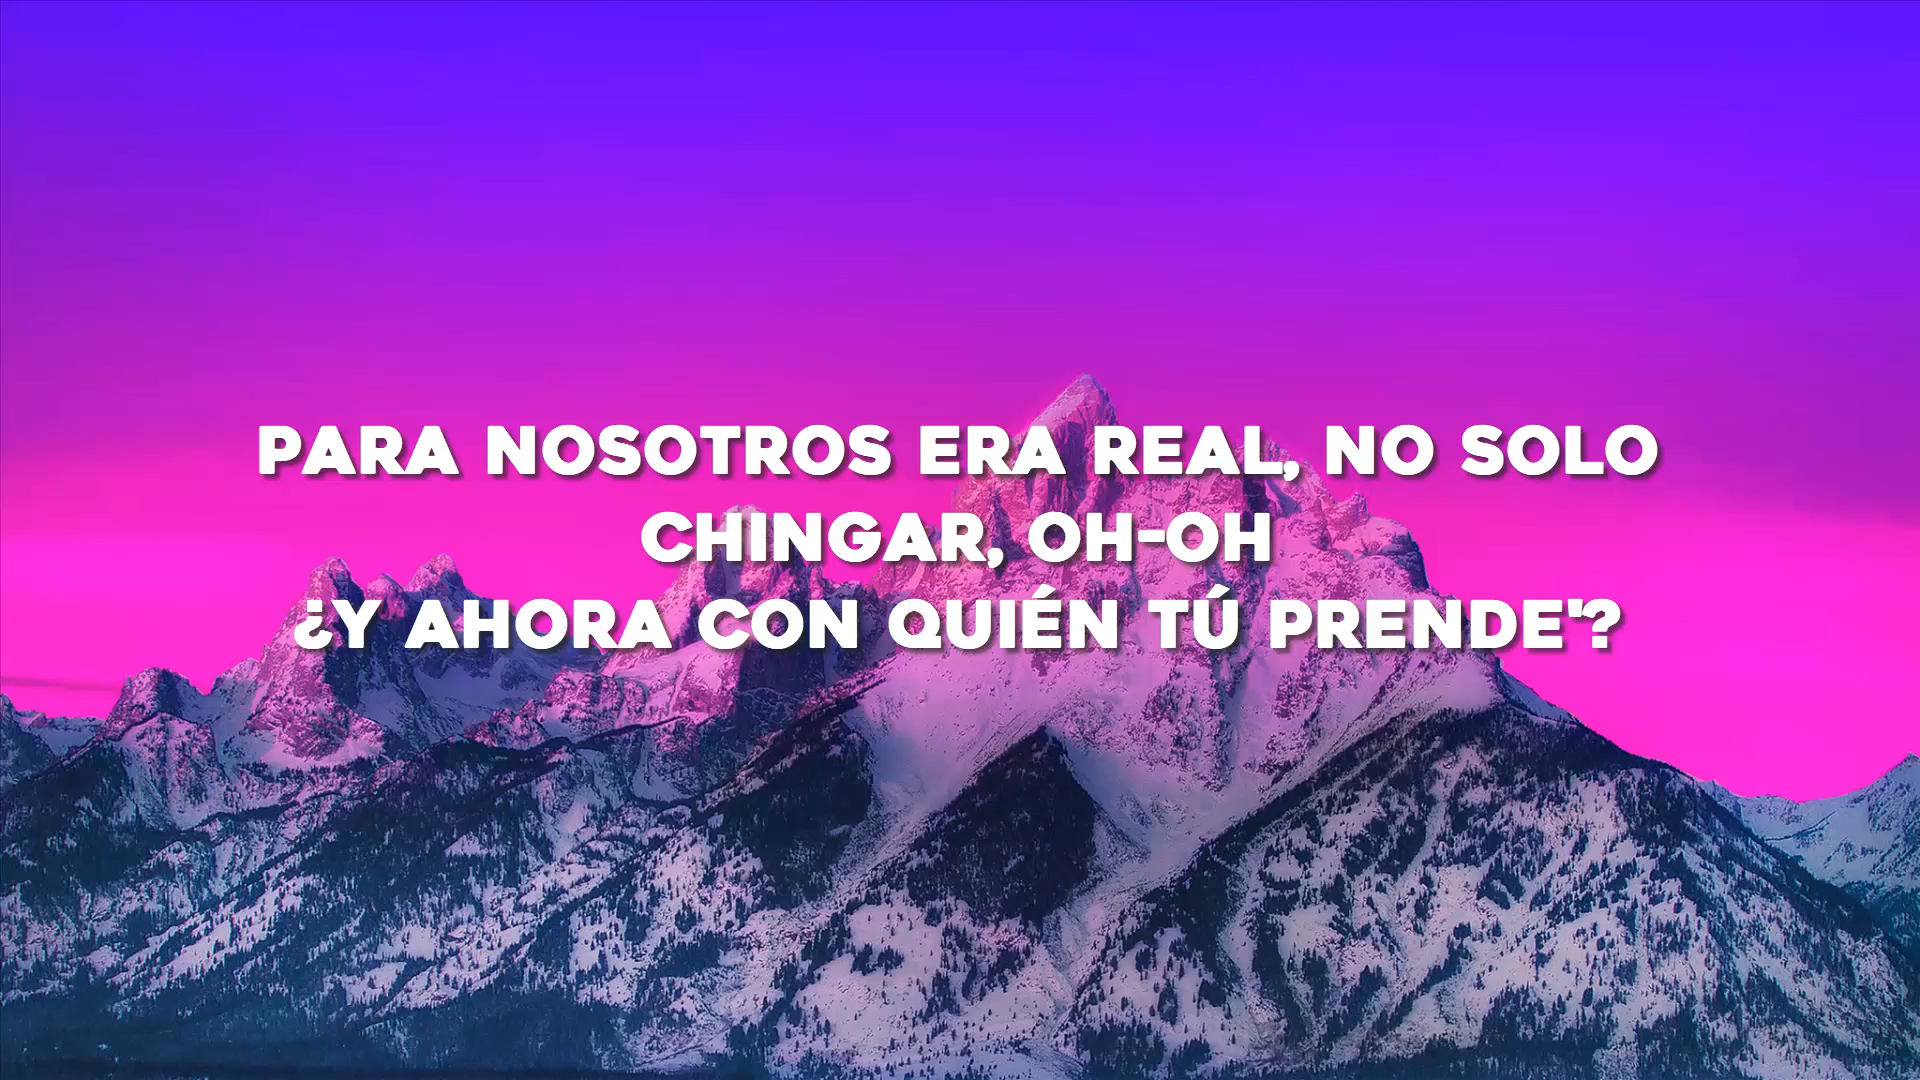 PARA NOSOTROS ERA REAL, NO SOLO
CHINGAR, OH-OH
¿Y AHORA CON QUIÉN TÚ PRENDE'?